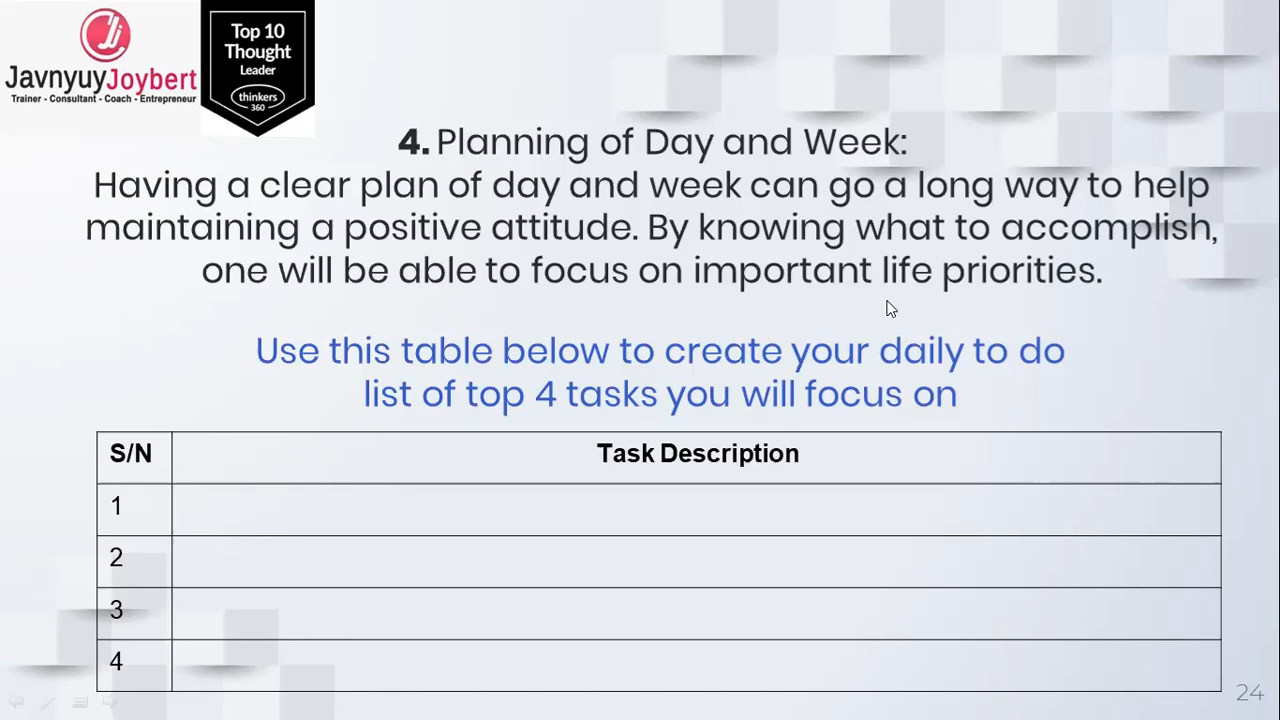 JavnyuyJoybert
Trainer - Consultant - Coach - Entrepreneur
Top 10
Thought
Leader
thinkers
360
4. Planning of Day and Week:
Having a clear plan of day and week can go a long way to help
maintaining a positive attitude. By knowing what to accomplish,
one will be able to focus on important life priorities.
Use this table below to create your daily to do
list of top 4 tasks you will focus on
S/N Task Description
1
2
3
4
24